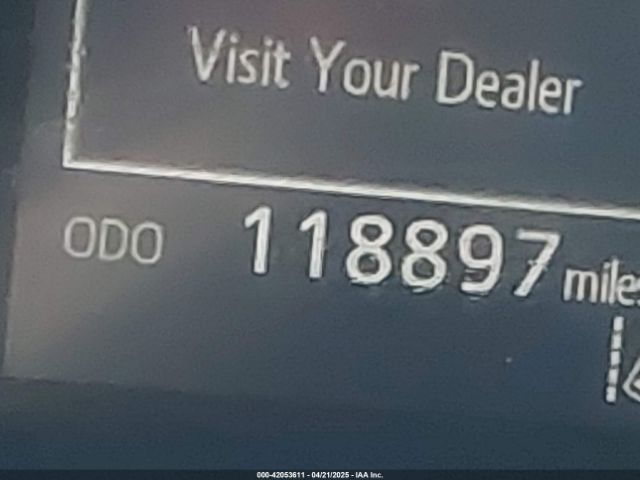 Visit Your Dealer
ODO 118897 miles
000-42053611 - 04/21/2025 - IAA Inc.